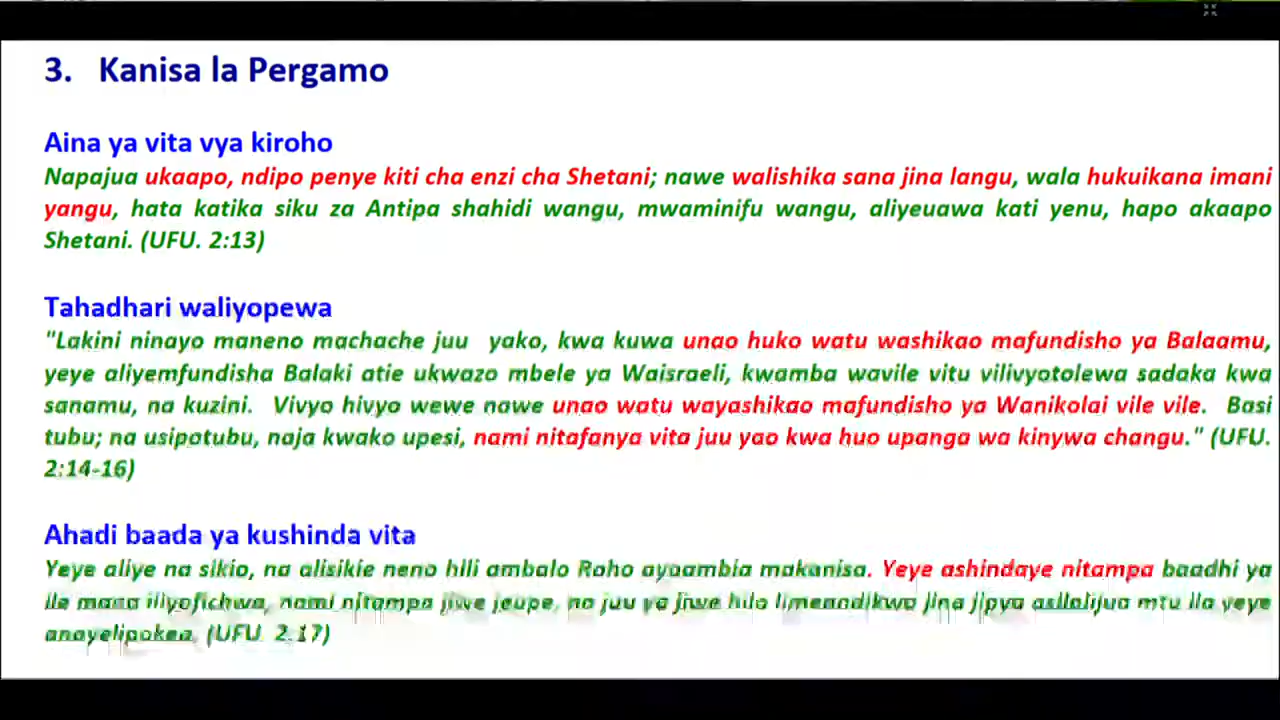 3. Kanisa la Pergamo
Aina ya vita vya kiroho
Napajua ukaapo, ndipo penye kiti cha enzi cha Shetani; nawe walishika sana jina langu, wala hukuikana imani
yangu, hata katika siku za Antipa shahidi wangu, mwaminifu wangu, aliyeuawa kati yenu, hapo akaapo
Shetani. (UFU. 2:13)
Tahadhari waliyopewa
"Lakini ninayo maneno machache juu yako, kwa kuwa unao huko watu washikao mafundisho ya Balaamu,
yeye aliyemfundisha Balaki atie ukwazo mbele ya Waisraeli, kwamba wavile vitu vilivyotolewa sadaka kwa
sanamu, na kuzini. Vivyo hivyo wewe nawe unao watu wayashikao mafundisho ya Wanikolai vile vile. Basi
tubu; na usipotubu, naja kwako upesi, nami nitafanya vita juu yao kwa huo upanga wa kinywa changu." (UFU.
2:14-16)
Ahadi baada ya kushinda vita
Yeye aliye na sikio, na alisikie neno hili ambalo Roho ayaambia makanisa. Yeye ashindaye nitampa baadhi ya
ile mana iliyofichwa, nami nitampa jiwe jeupe, na juu ya jiwe hilo limeandikwa jina jipya asilolijua mtu ila yeye
anayelipokea. (UFU. 2.17)